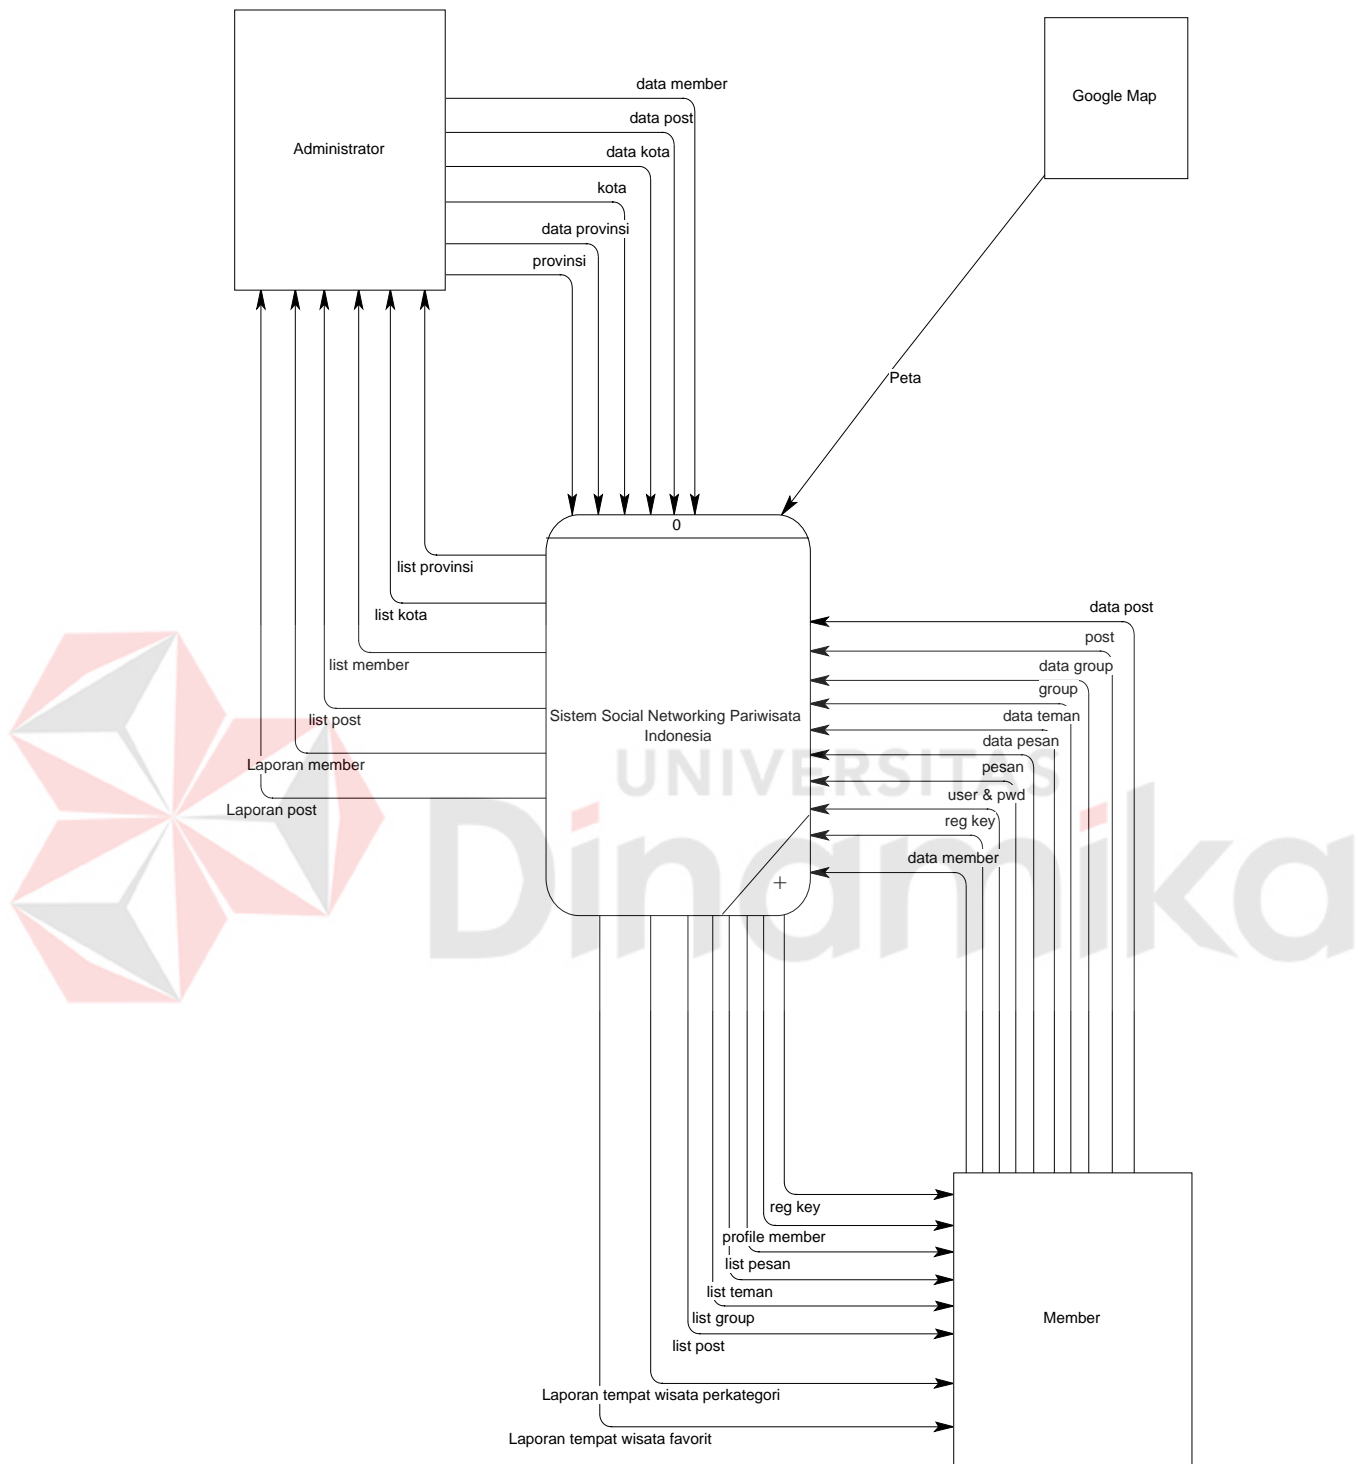 data member
Google Map
data post
Administrator
data kota
kota
data provinsi
provinsi
Peta
0
list provinsi
list kota
list member
list post
Laporan member
Laporan post
Sistem Social Networking Pariwisata
Indonesia
data post
post
data group
group
data teman
data pesan
pesan
user & pwd
reg key
data member
+
UNIVERSITAS
Dinamika
reg key
profile member
list pesan
list teman
list group
list post
Laporan tempat wisata perkategori
Laporan tempat wisata favorit
Member